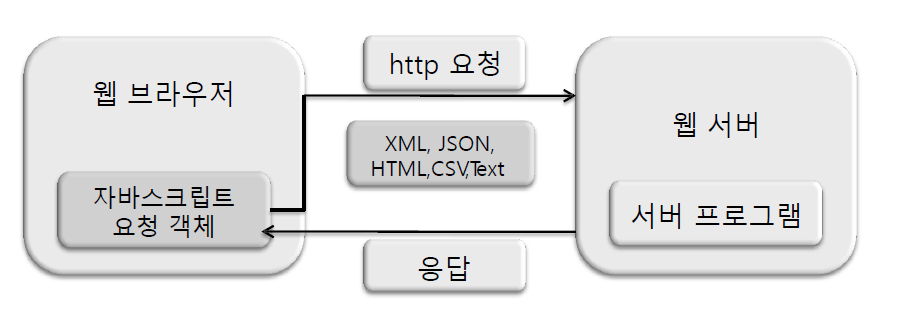 웹 브라우저
자바스크립트
요청 객체
http 요청
XML, JSON,
HTML,CSV,Text
응답
웹 서버
서버 프로그램